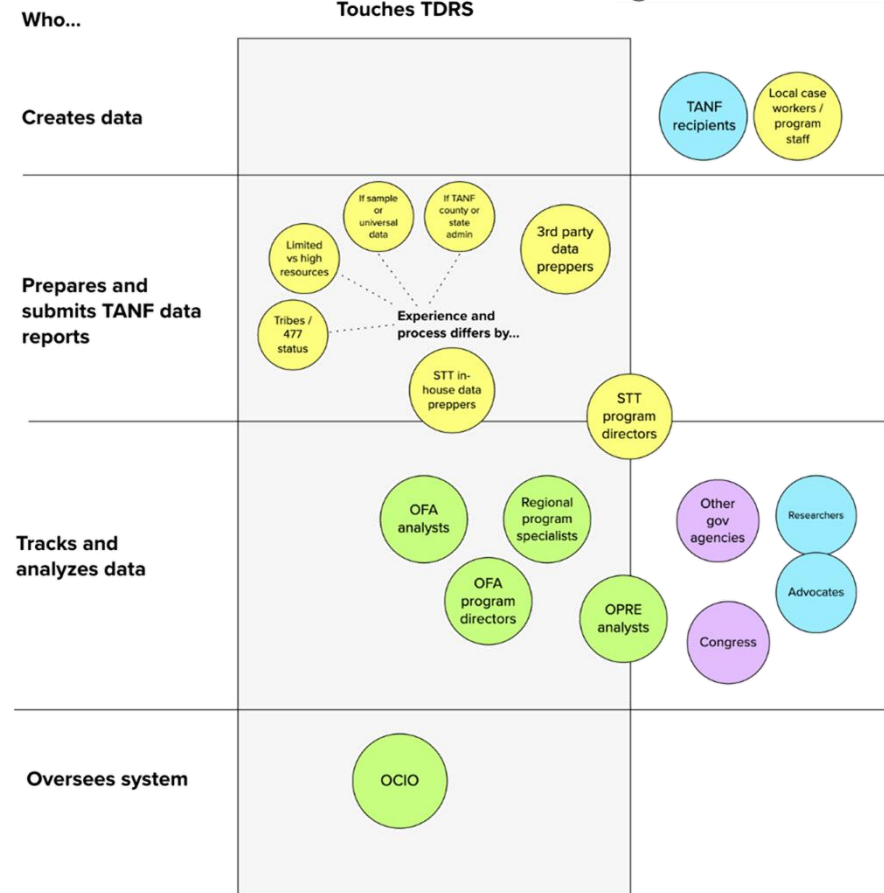 Touches TDRS
Who...
Creates data
TANF
recipients
Local case
workers /
program
staff
Prepares and
submits TANF data
reports
If sample
or
universal
data
If TANF
county or
state
admin
Limited
vs high
resources
Tribes /
477
status
Experience and
process differs by...
3rd party
data
preppers
STT in-
house data
preppers
STT
program
directors
Tracks and
analyzes data
OFA
analysts
Regional
program
specialists
OFA
program
directors
OPRE
analysts
Other
gov
agencies
Researchers
Advocates
Congress
Oversees system
OCIO